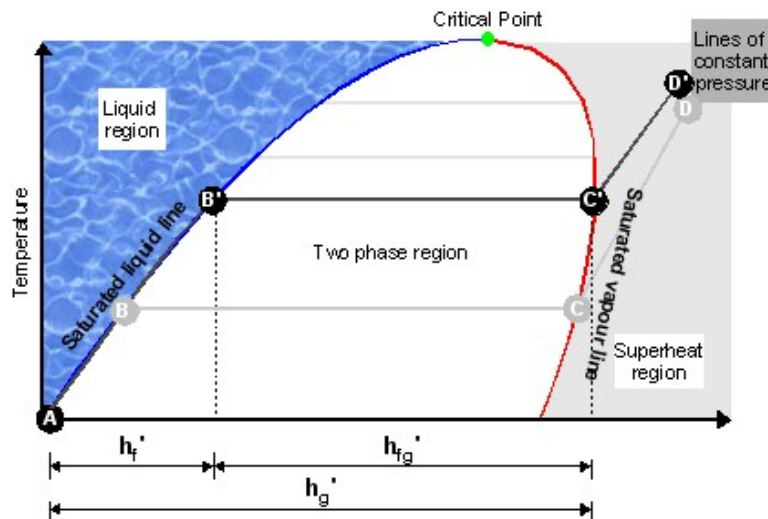 Critical Point
Lines of
constant
pressure
D'
D
Liquid
region
B'
C'
Temperature
Saturated liquid line
Two phase region
Saturated vapour line
B
C
Superheat
region
A
hf'
hfg'
hg'